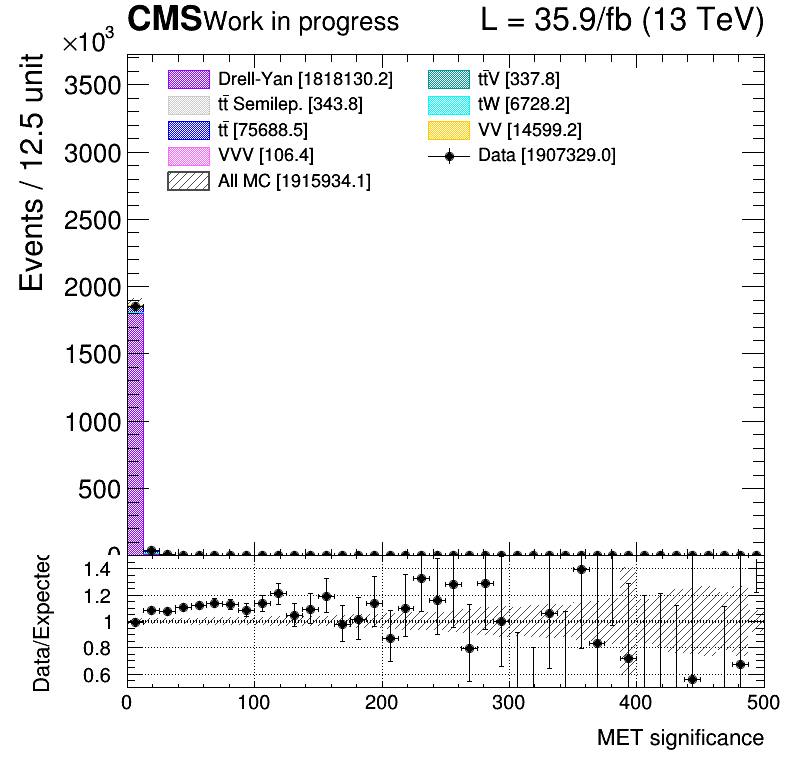 CMS Work in progress L = 35.9/fb (13 TeV)
×10³
Events / 12.5 unit
3500
3000
2500
2000
1500
1000
500
0
Drell-Yan [1818130.2]
tt̄ Semilep. [343.8]
tt̄ [75688.5]
VVV [106.4]
All MC [1915934.1]
tt̄V [337.8]
tW [6728.2]
VV [14599.2]
Data [1907329.0]
Data/Expected
1.4
1.2
1
0.8
0.6
0 100 200 300 400 500
MET significance